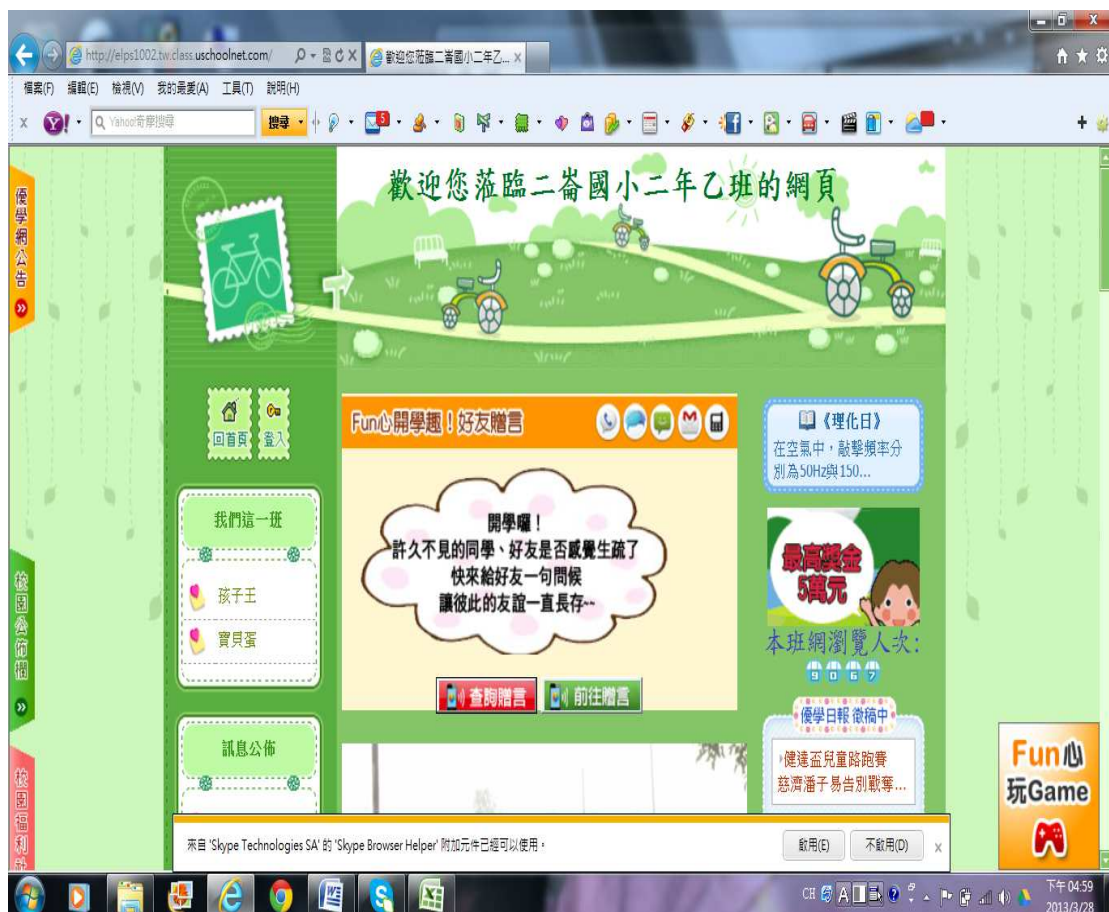 http://elps1002.tw.class.uschoolnet.com/
歡迎您蒞臨二崙國小二年乙...
檔案(F) 編輯(E) 檢視(V) 我的最愛(A) 工具(T) 說明(H)
Yahoo!奇摩搜尋
搜尋
5
歡迎您蒞臨二崙國小二年乙班的網頁
優學網公告
回首頁
登入
Fun心開學趣！好友贈言
《理化日》
在空氣中，敲擊頻率分
別為50Hz與150...
我們這一班
孩子王
寶貝蛋
開學囉！
許久不見的同學、好友是否感覺生疏了
快來給好友一句問候
讓彼此的友誼一直長存~~
最高獎金
5萬元
本班網瀏覽人次:
9067
校園公佈欄
查詢贈言
前往贈言
優學日報 徵稿中
訊息公佈
健達盃兒童路跑賽
慈濟潘子易告別戰奪...
校園福利社
Fun心
玩Game
來自 'Skype Technologies SA' 的 'Skype Browser Helper' 附加元件已經可以使用。
啟用(E)
不啟用(D)
CH
下午 04:59
2013/3/28